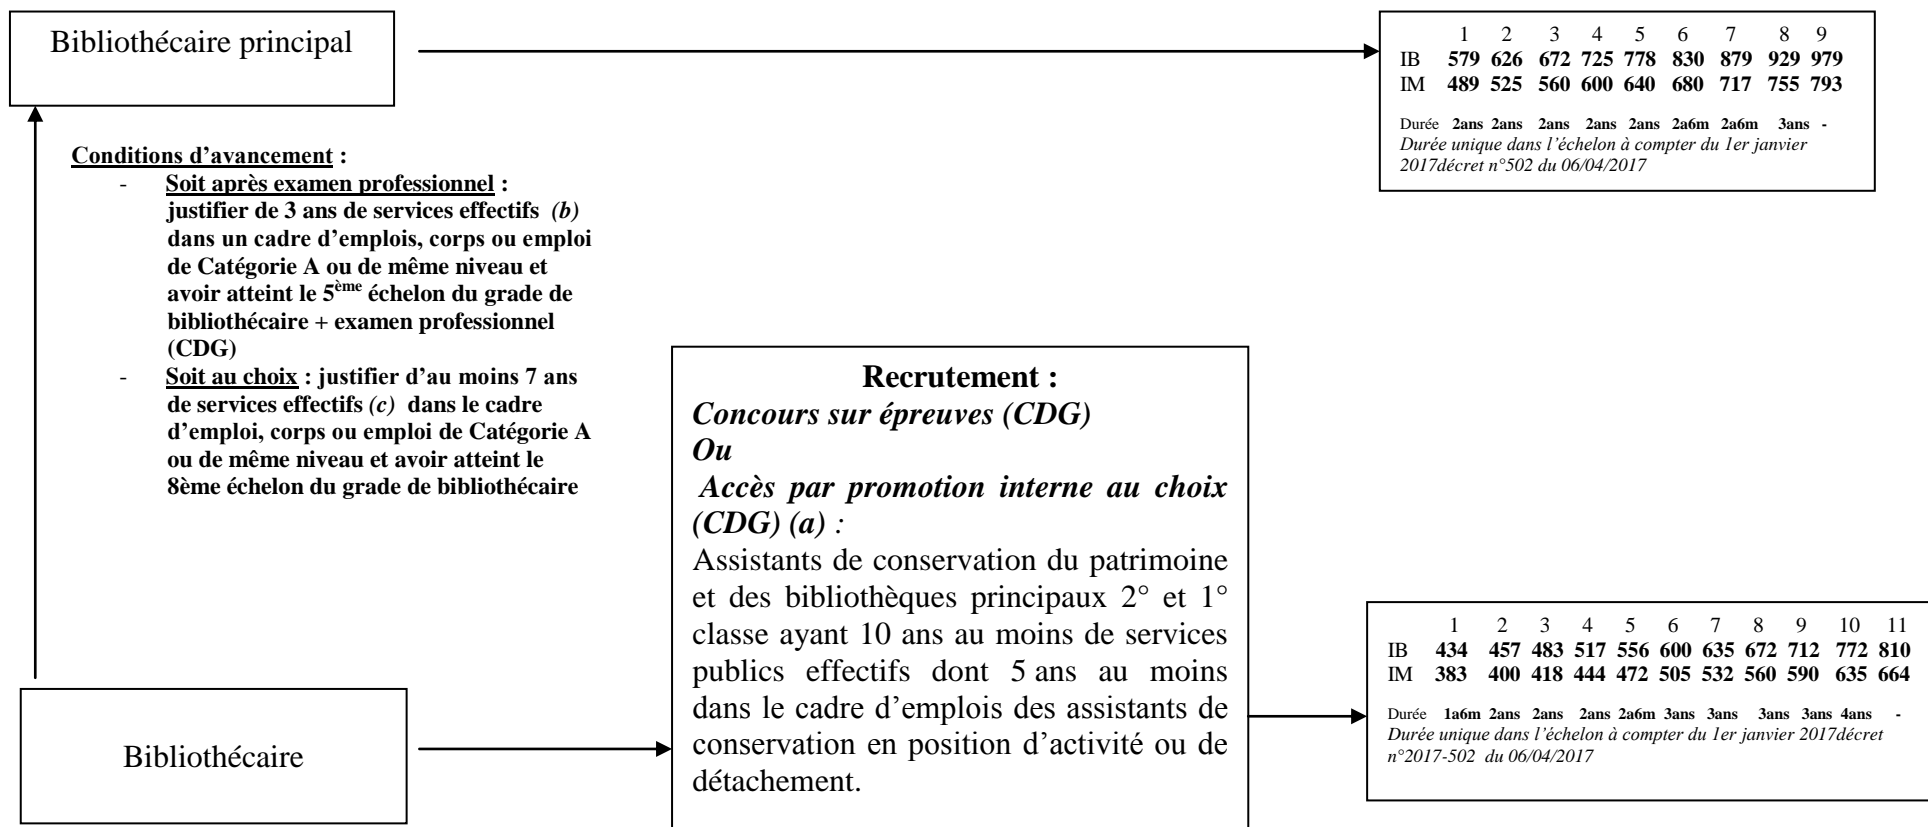 Bibliothécaire principal
1 2 3 4 5 6 7 8 9
IB 579 626 672 725 778 830 879 929 979
IM 489 525 560 600 640 680 717 755 793
Durée 2ans 2ans 2ans 2ans 2ans 2a6m 2a6m 3ans -
Durée unique dans l’échelon à compter du 1er janvier
2017décret n°502 du 06/04/2017
Conditions d’avancement :
- Soit après examen professionnel :
justifier de 3 ans de services effectifs (b)
dans un cadre d’emplois, corps ou emploi
de Catégorie A ou de même niveau et
avoir atteint le 5ème échelon du grade de
bibliothécaire + examen professionnel
(CDG)
- Soit au choix : justifier d’au moins 7 ans
de services effectifs (c) dans le cadre
d’emploi, corps ou emploi de Catégorie A
ou de même niveau et avoir atteint le
8ème échelon du grade de bibliothécaire
Recrutement :
Concours sur épreuves (CDG)
Ou
Accès par promotion interne au choix
(CDG) (a) :
Assistants de conservation du patrimoine
et des bibliothèques principaux 2° et 1°
classe ayant 10 ans au moins de services
publics effectifs dont 5 ans au moins
dans le cadre d’emplois des assistants de
conservation en position d’activité ou de
détachement.
Bibliothécaire
1 2 3 4 5 6 7 8 9 10 11
IB 434 457 483 517 556 600 635 672 712 772 810
IM 383 400 418 444 472 505 532 560 590 635 664
Durée 1a6m 2ans 2ans 2ans 2a6m 3ans 3ans 3ans 3ans 4ans -
Durée unique dans l’échelon à compter du 1er janvier 2017décret
n°2017-502 du 06/04/2017